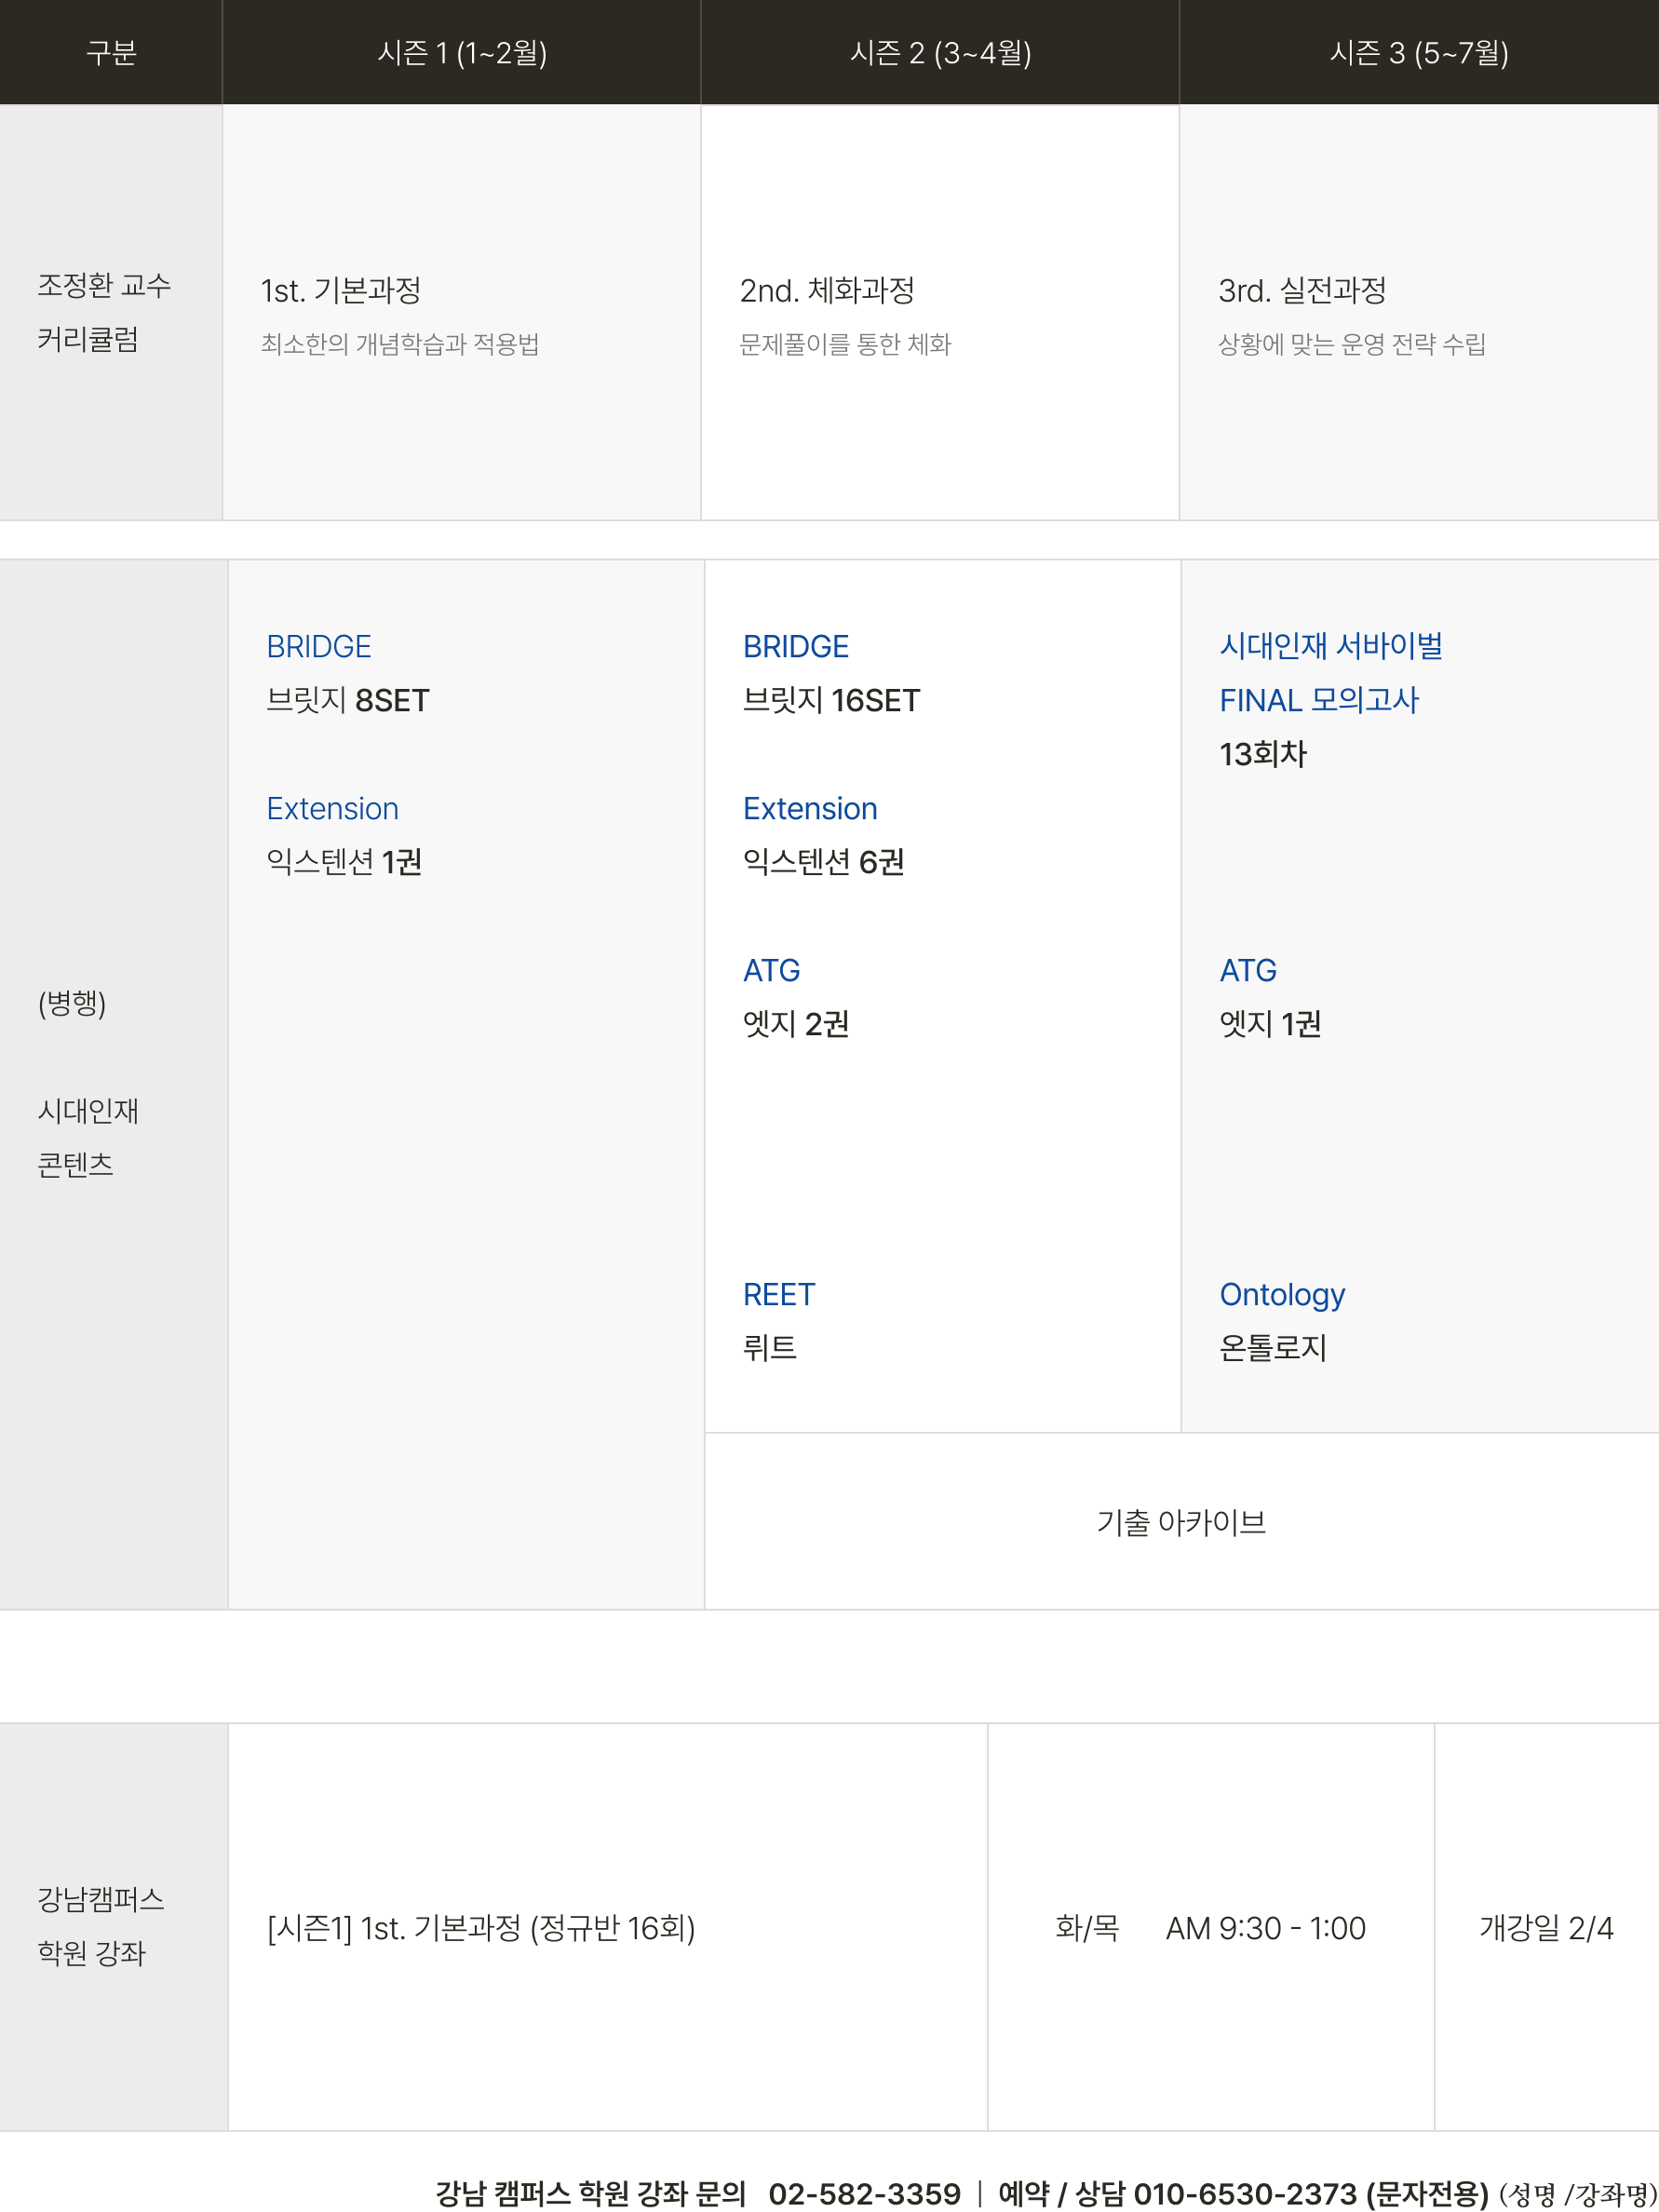 구분
시즌 1 (1~2월)
시즌 2 (3~4월)
시즌 3 (5~7월)
조정환 교수
커리큘럼
1st. 기본과정
최소한의 개념학습과 적용법
2nd. 체화과정
문제풀이를 통한 체화
3rd. 실전과정
상황에 맞는 운영 전략 수립
(병행)
시대인재
콘텐츠
BRIDGE
브릿지 8SET
Extension
익스텐션 1권
BRIDGE
브릿지 16SET
Extension
익스텐션 6권
ATG
엣지 2권
REET
뤼트
시대인재 서바이벌
FINAL 모의고사
13회차
ATG
엣지 1권
Ontology
온톨로지
기출 아카이브
강남캠퍼스
학원 강좌
[시즌1] 1st. 기본과정 (정규반 16회)
화/목 AM 9:30 - 1:00
개강일 2/4
강남 캠퍼스 학원 강좌 문의 02-582-3359 | 예약 / 상담 010-6530-2373 (문자전용) (성명 /강좌명)